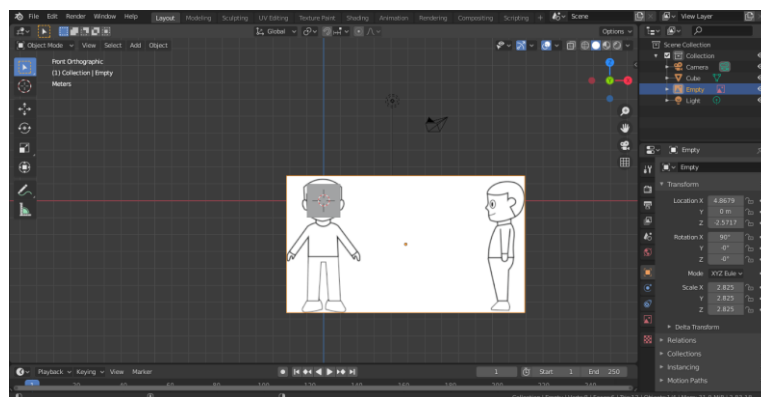 File Edit Render Window Help Layout Modeling Sculpting UV Editing Texture Paint Shading Animation Rendering Compositing Scripting + Scene View Layer
Global Options
Object Mode View Select Add Object
Front Orthographic
(1) Collection | Empty
Meters
Scene Collection
Collection
Camera
Cube
Empty
Light
Empty
Empty
Transform
Location X 4.8679
Y 0 m
Z -2.5717
Rotation X 90°
Y -0°
Z -0°
Mode XYZ Eule
Scale X 2.825
Y 2.825
Z 2.825
Delta Transform
Relations
Collections
Instancing
Motion Paths
Playback Keying View Marker 1 Start 1 End 250